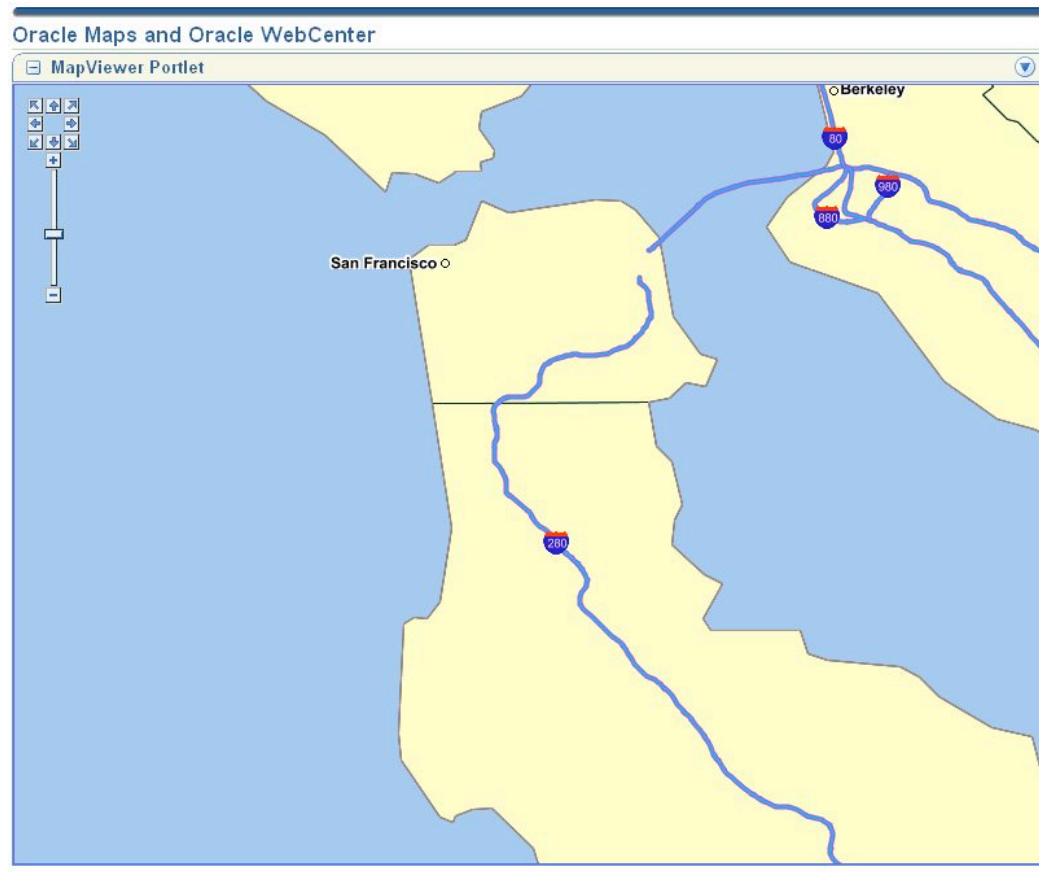 Oracle Maps and Oracle WebCenter
MapViewer Portlet
Berkeley
80
980
880
San Francisco
280